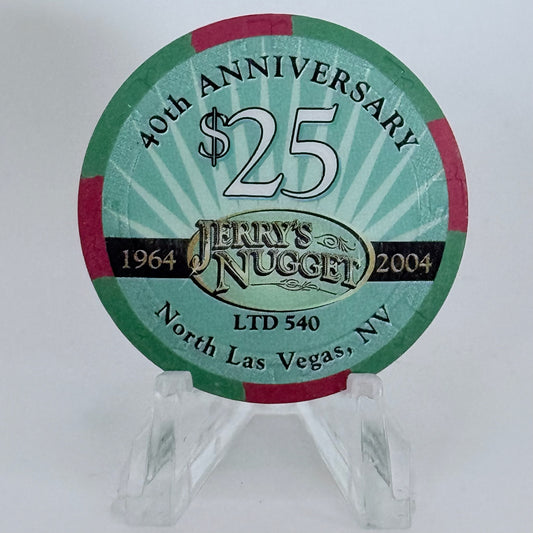 40th ANNIVERSARY
$25
1964 JERRY'S NUGGET 2004
LTD 540
North Las Vegas, NV